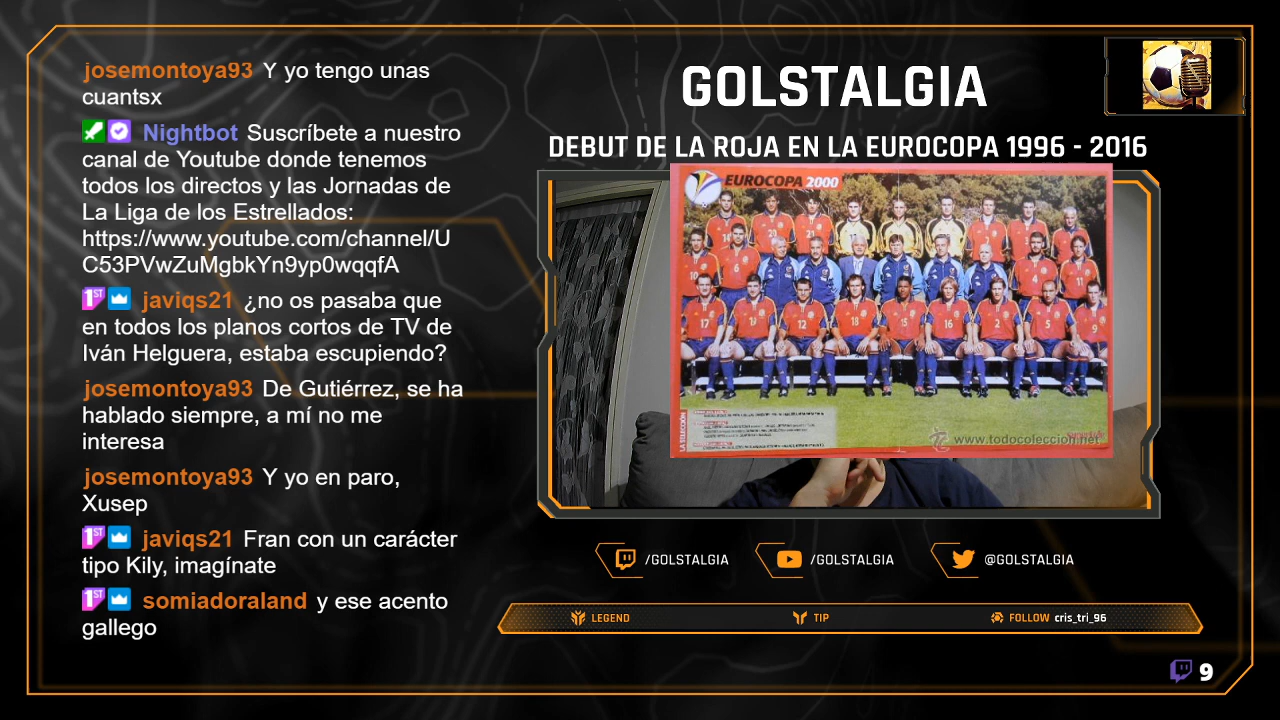 josemontoya93 Y yo tengo unas
cuantsx
Nightbot Suscríbete a nuestro
canal de Youtube donde tenemos
todos los directos y las Jornadas de
La Liga de los Estrellados:
https://www.youtube.com/channel/U
C53PVwZuMgbkYn9yp0wqqfA
1ST javiqs21 ¿no os pasaba que
en todos los planos cortos de TV de
Iván Helguera, estaba escupiendo?
josemontoya93 De Gutiérrez, se ha
hablado siempre, a mí no me
interesa
josemontoya93 Y yo en paro,
Xusep
1ST javiqs21 Fran con un carácter
tipo Kily, imagínate
1ST somiadoraland y ese acento
gallego
GOLSTALGIA
DEBUT DE LA ROJA EN LA EUROCOPA 1996 - 2016
EUROCOPA 2000
LA SELECCIÓN
www.todocoleccion.net
/GOLSTALGIA
/GOLSTALGIA
@GOLSTALGIA
LEGEND
TIP
FOLLOW cris_tri_96
9